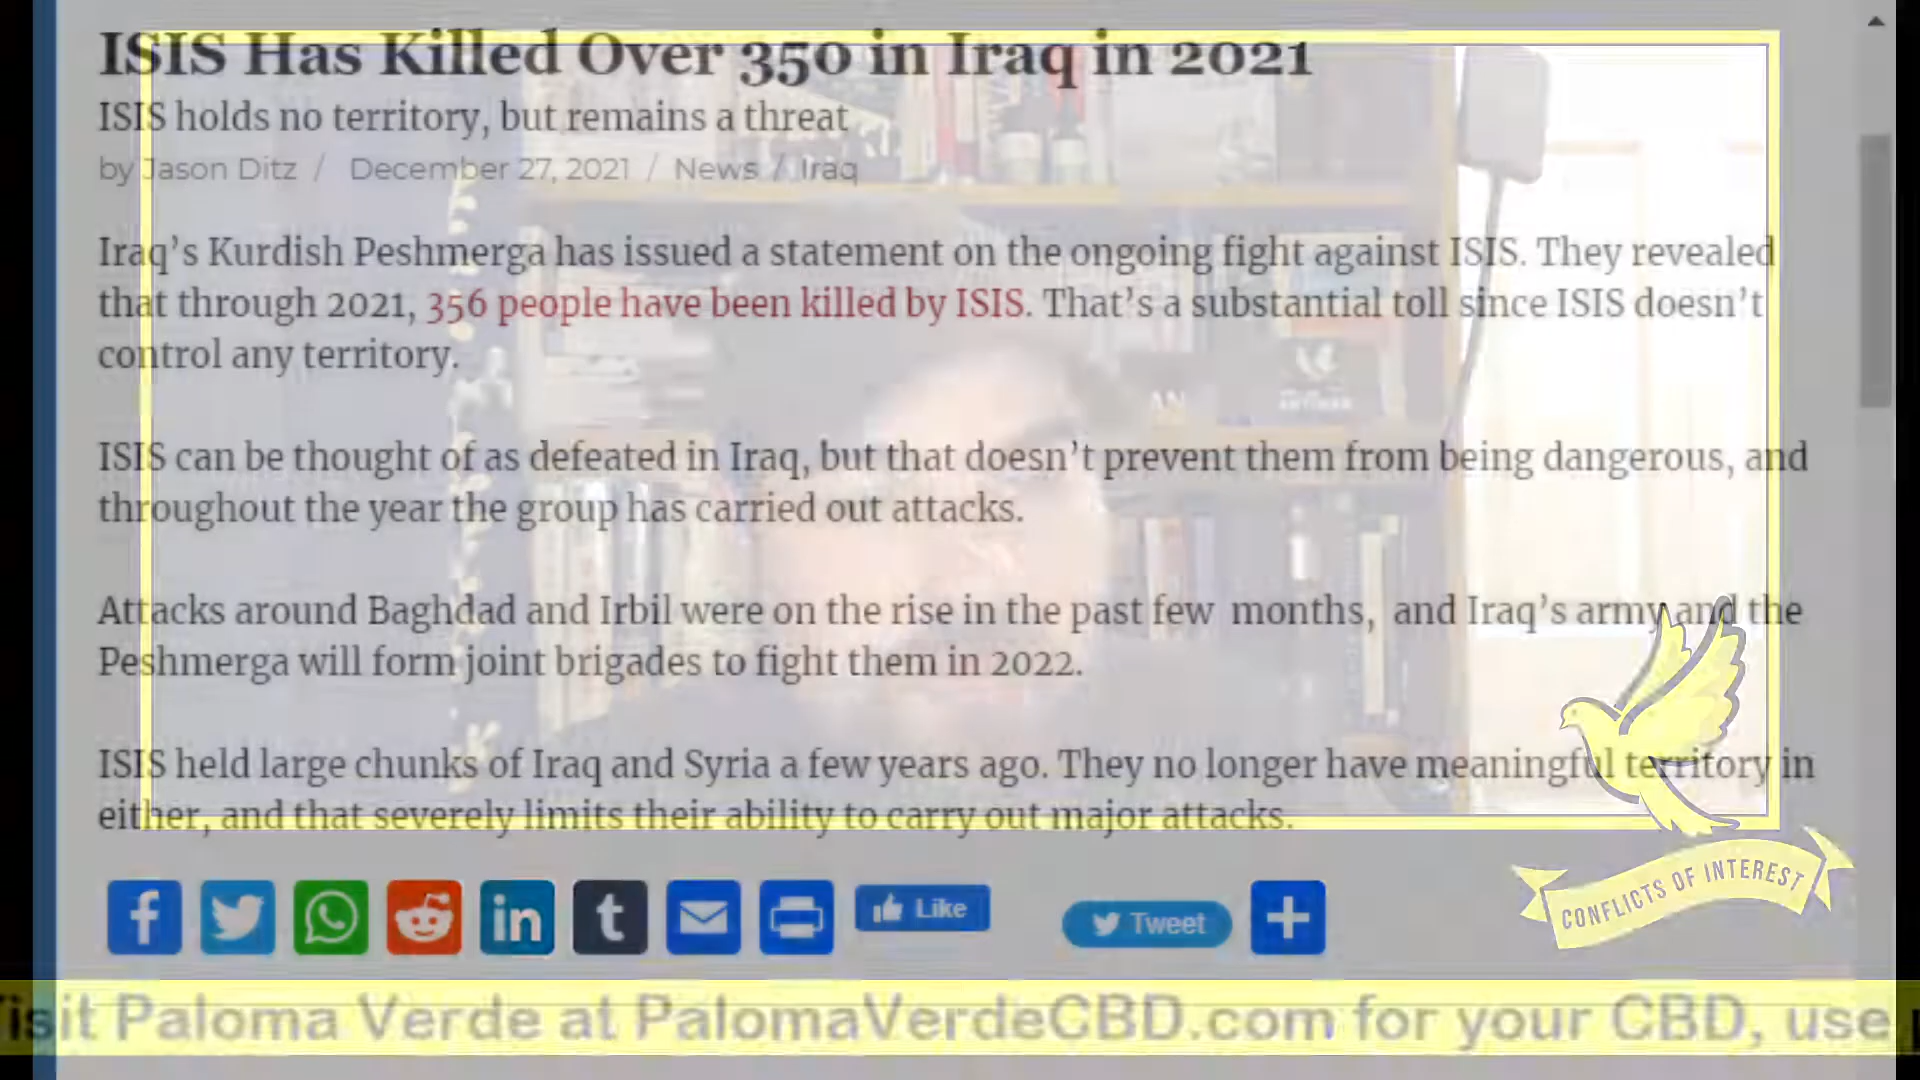 ISIS Has Killed Over 350 in Iraq in 2021
ISIS holds no territory, but remains a threat
by Jason Ditz / December 27, 2021 / News / Iraq
Iraq’s Kurdish Peshmerga has issued a statement on the ongoing fight against ISIS. They revealed
that through 2021, 356 people have been killed by ISIS. That’s a substantial toll since ISIS doesn’t
control any territory.
ISIS can be thought of as defeated in Iraq, but that doesn’t prevent them from being dangerous, and
throughout the year the group has carried out attacks.
Attacks around Baghdad and Irbil were on the rise in the past few months, and Iraq’s army and the
Peshmerga will form joint brigades to fight them in 2022.
ISIS held large chunks of Iraq and Syria a few years ago. They no longer have meaningful territory in
either, and that severely limits their ability to carry out major attacks.
Like
Tweet
CONFLICTS OF INTEREST
isit Paloma Verde at PalomaVerdeCBD.com for your CBD, use